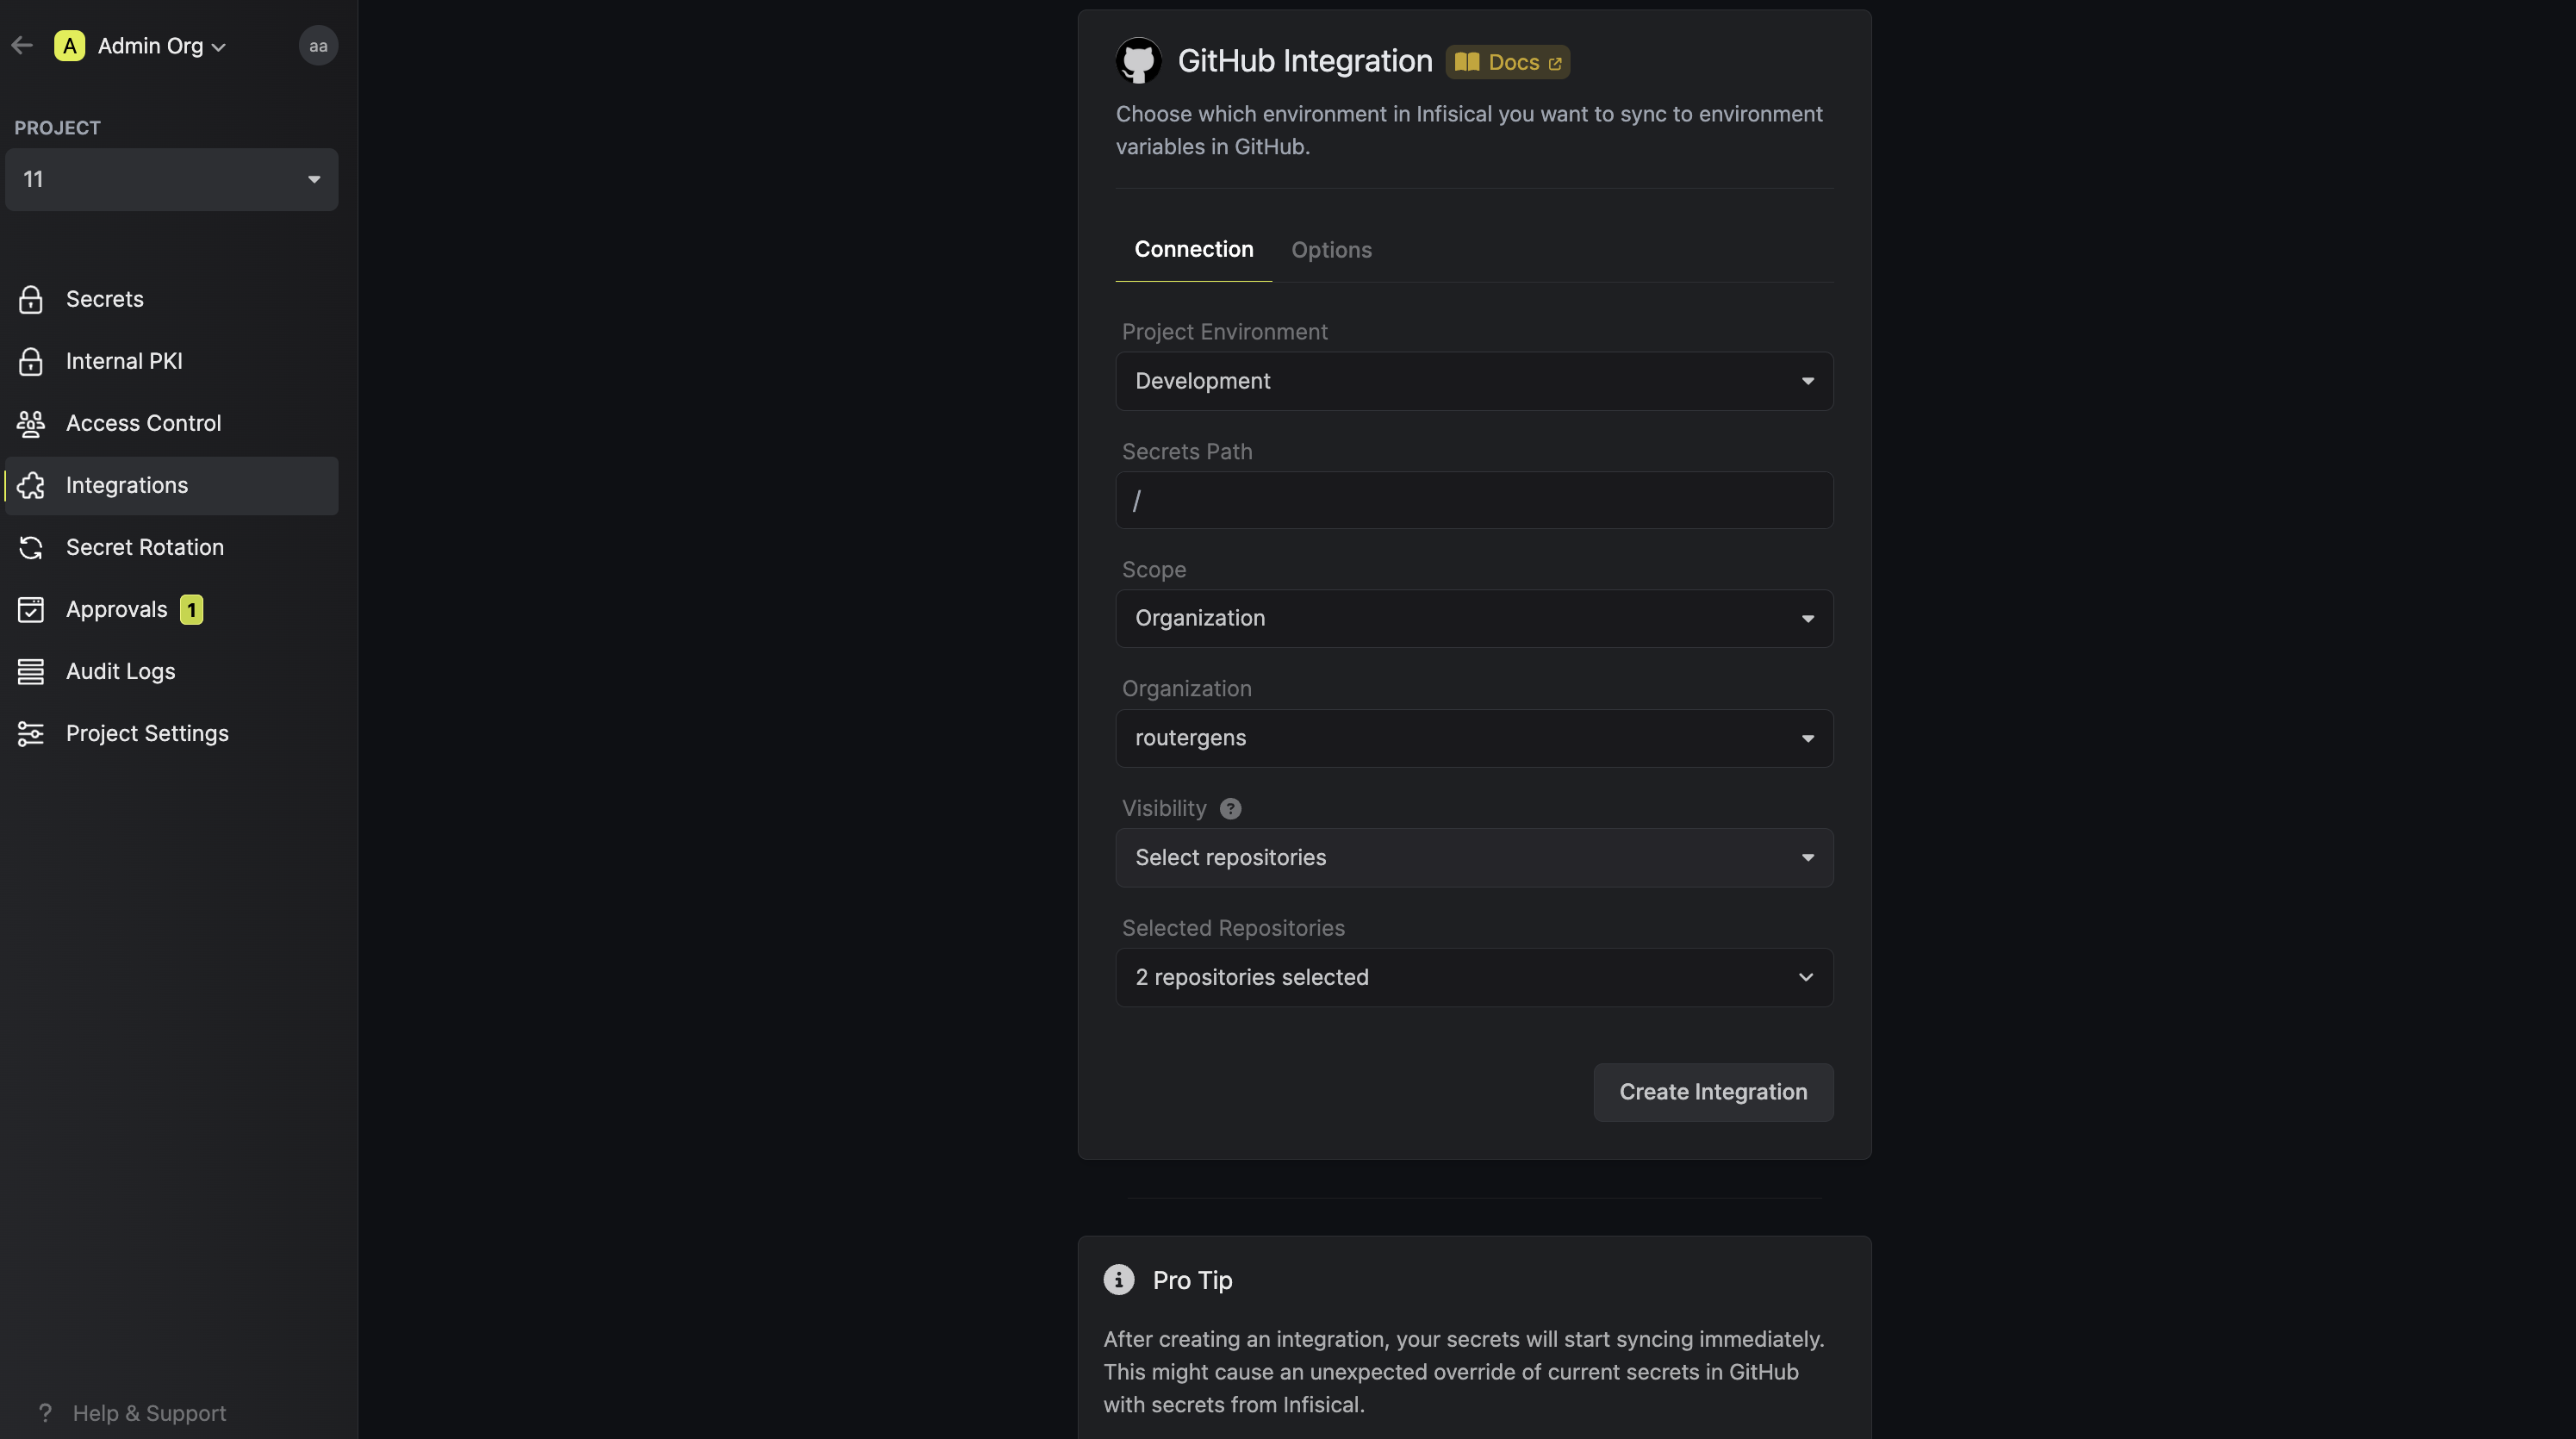 A Admin Org aa
PROJECT
11
Secrets
Internal PKI
Access Control
Integrations
Secret Rotation
Approvals 1
Audit Logs
Project Settings
? Help & Support
GitHub Integration Docs
Choose which environment in Infisical you want to sync to environment
variables in GitHub.
Connection Options
Project Environment
Development
Secrets Path
/
Scope
Organization
Organization
routergens
Visibility ?
Select repositories
Selected Repositories
2 repositories selected
Create Integration
Pro Tip
After creating an integration, your secrets will start syncing immediately.
This might cause an unexpected override of current secrets in GitHub
with secrets from Infisical.